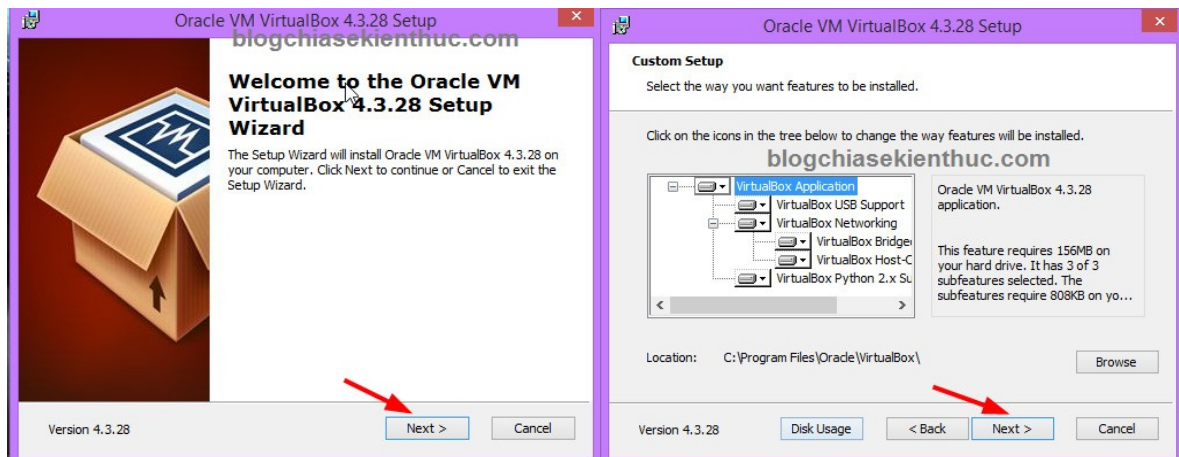 Oracle VM VirtualBox 4.3.28 Setup
blogchiasekienthuc.com
Welcome to the Oracle VM
VirtualBox 4.3.28 Setup
Wizard
The Setup Wizard will install Oracle VM VirtualBox 4.3.28 on
your computer. Click Next to continue or Cancel to exit the
Setup Wizard.
Version 4.3.28
Next >
Cancel
Oracle VM VirtualBox 4.3.28 Setup
Custom Setup
Select the way you want features to be installed.
Click on the icons in the tree below to change the way features will be installed.
blogchiasekienthuc.com
VirtualBox Application
VirtualBox USB Support
VirtualBox Networking
VirtualBox Bridge
VirtualBox Host-C
VirtualBox Python 2.x Su
Oracle VM VirtualBox 4.3.28
application.
This feature requires 156MB on
your hard drive. It has 3 of 3
subfeatures selected. The
subfeatures require 808KB on yo...
Location: C:\Program Files\Oracle\VirtualBox\
Browse
Version 4.3.28
Disk Usage
< Back
Next >
Cancel